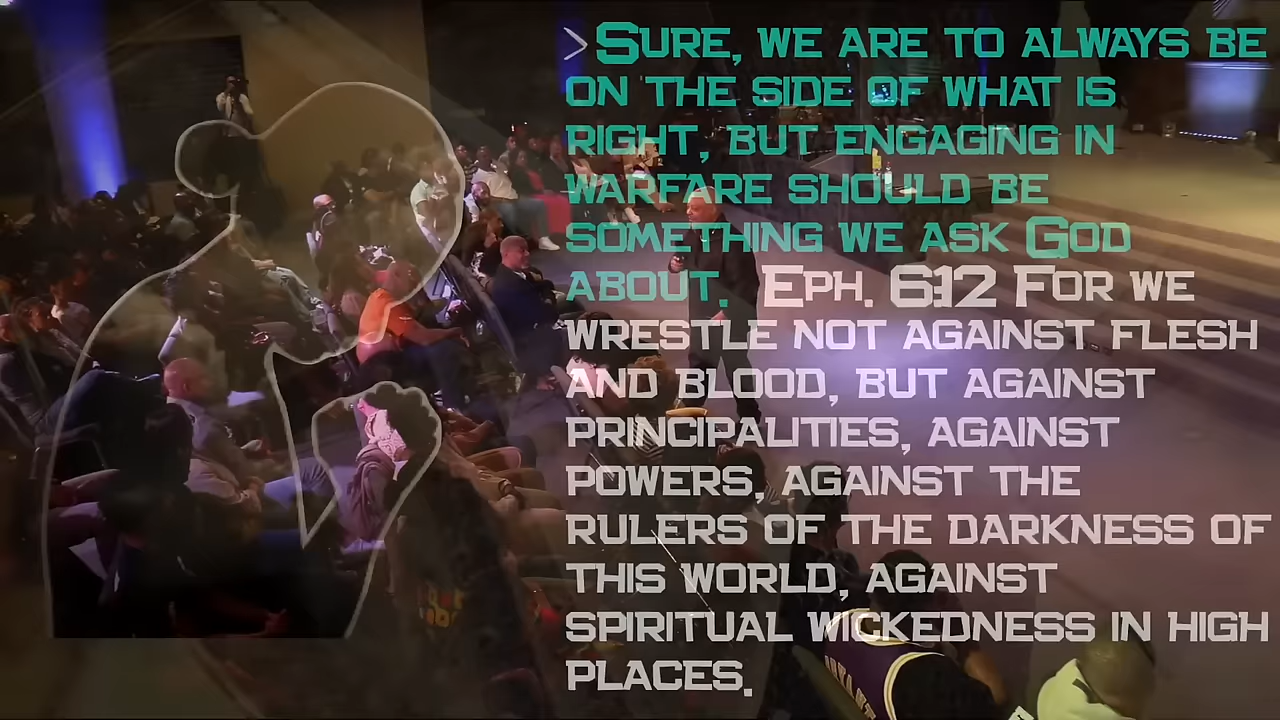 > Sure, we are to always be
on the side of what is
right, but engaging in
warfare should be
something we ask God
about. Eph. 6:12 For we
wrestle not against flesh
and blood, but against
principalities, against
powers, against the
rulers of the darkness of
this world, against
spiritual wickedness in high
places.